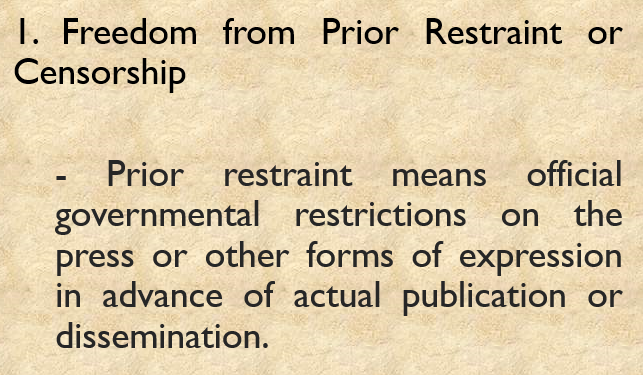 1. Freedom from Prior Restraint or
Censorship
- Prior restraint means official
governmental restrictions on the
press or other forms of expression
in advance of actual publication or
dissemination.